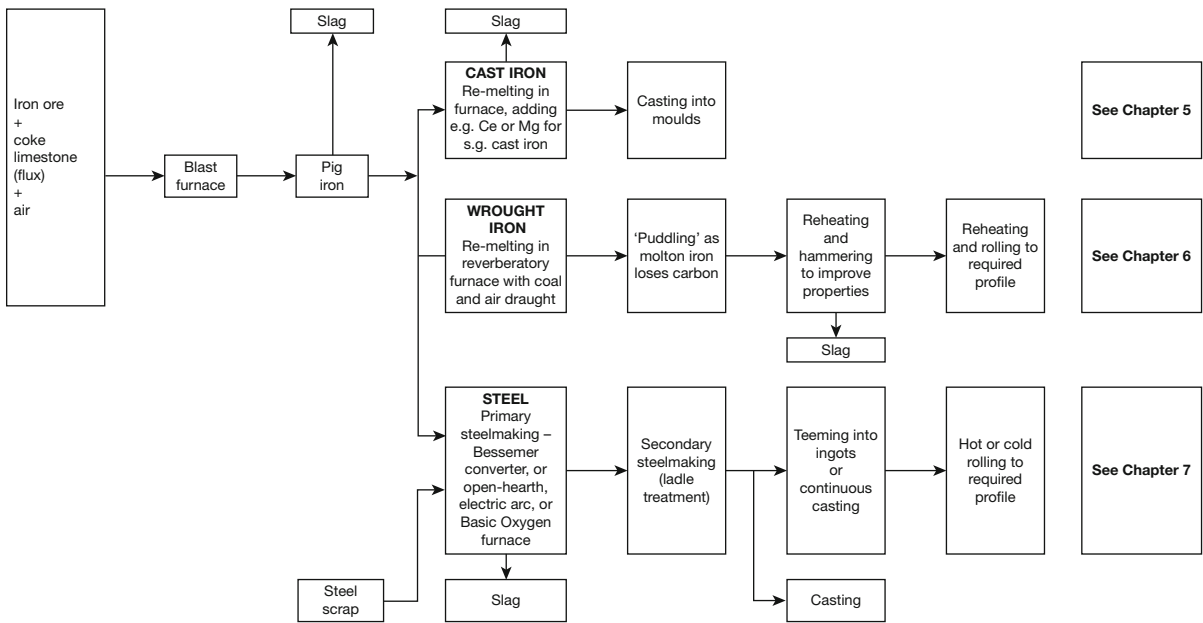 Slag
Slag
Iron ore
+
coke
limestone
(flux)
+
air
Blast
furnace
Pig
iron
CAST IRON
Re-melting in
furnace, adding
e.g. Ce or Mg for
s.g. cast iron
Casting into
moulds
See Chapter 5
WROUGHT
IRON
Re-melting in
reverberatory
furnace with coal
and air draught
'Puddling' as
molton iron
loses carbon
Reheating
and
hammering
to improve
properties
Reheating
and rolling to
required
profile
See Chapter 6
Slag
STEEL
Primary
steelmaking –
Bessemer
converter, or
open-hearth,
electric arc, or
Basic Oxygen
furnace
Secondary
steelmaking
(ladle
treatment)
Teeming into
ingots
or
continuous
casting
Hot or cold
rolling to
required
profile
See Chapter 7
Steel
scrap
Slag
Casting